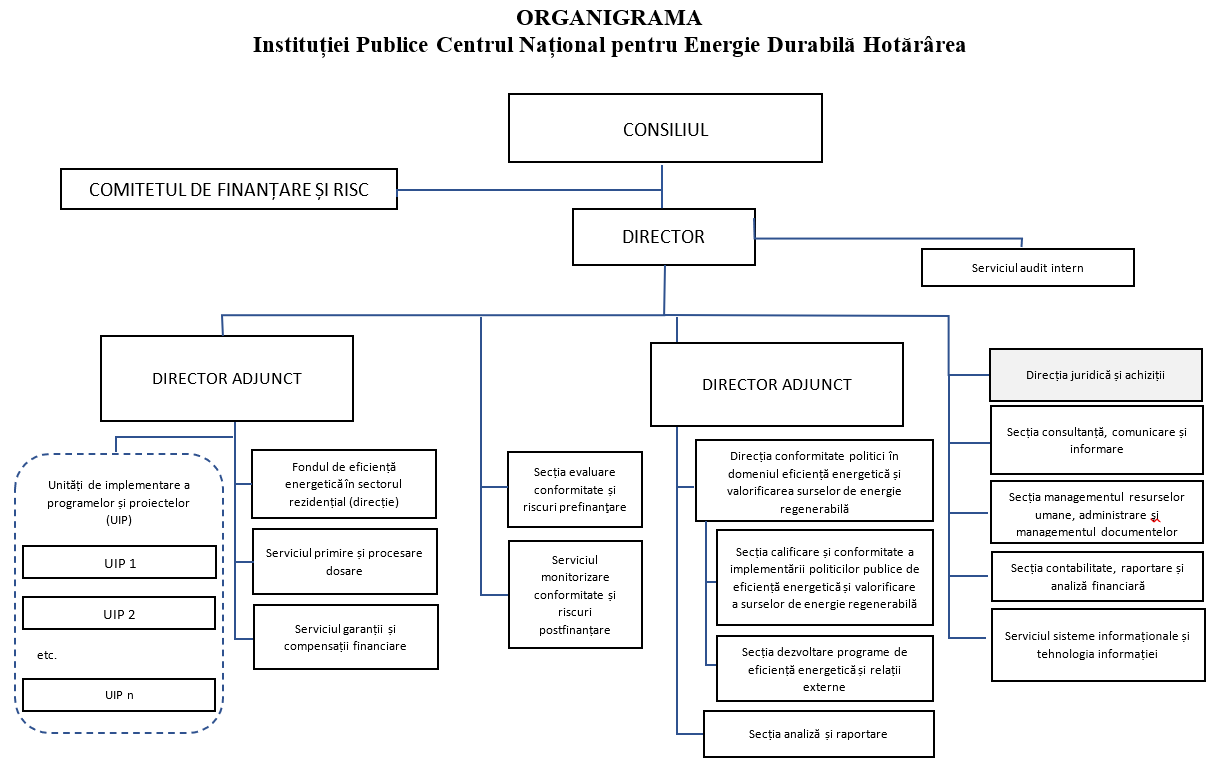 ORGANIGRAMA
Instituției Publice Centrul Național pentru Energie Durabilă Hotărârea
CONSILIUL
COMITETUL DE FINANȚARE ȘI RISC
DIRECTOR
Serviciul audit intern
DIRECTOR ADJUNCT
Unități de implementare a
programelor și proiectelor
(UIP)
UIP 1
UIP 2
etc.
UIP n
Fondul de eficiență
energetică în sectorul
rezidențial (direcție)
Serviciul primire și procesare
dosare
Serviciul garanții și
compensații financiare
Secția evaluare
conformitate și
riscuri prefinanțare
Serviciul
monitorizare
conformitate și
riscuri
postfinanțare
DIRECTOR ADJUNCT
Direcția conformitate politici în
domeniul eficiență energetică și
valorificarea surselor de energie
regenerabilă
Secția calificare și conformitate a
implementării politicilor publice de
eficiență energetică și valorificare
a surselor de energie regenerabilă
Secția dezvoltare programe de
eficiență energetică și relații
externe
Secția analiză și raportare
Direcția juridică și achiziții
Secția consultanță, comunicare și
informare
Secția managementul resurselor
umane, administrare și
managementul documentelor
Secția contabilitate, raportare și
analiză financiară
Serviciul sisteme informaționale și
tehnologia informației